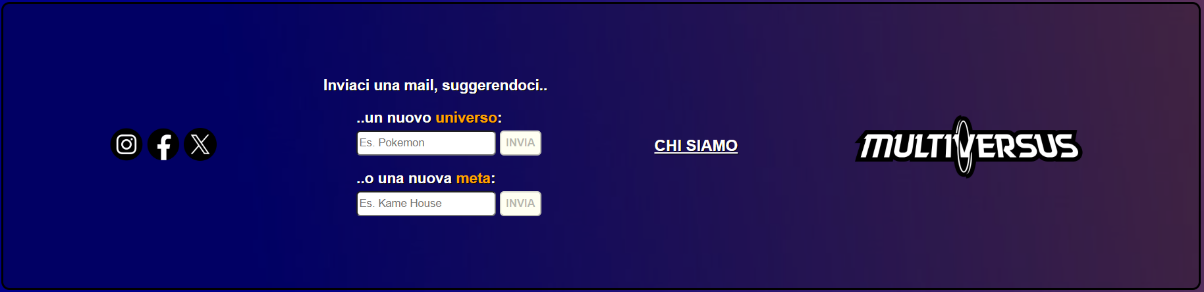 Inviaci una mail, suggerendoci..
..un nuovo universo:
Es. Pokemon INVIA
..o una nuova meta:
Es. Kame House INVIA
CHI SIAMO
MULTIVERSUS